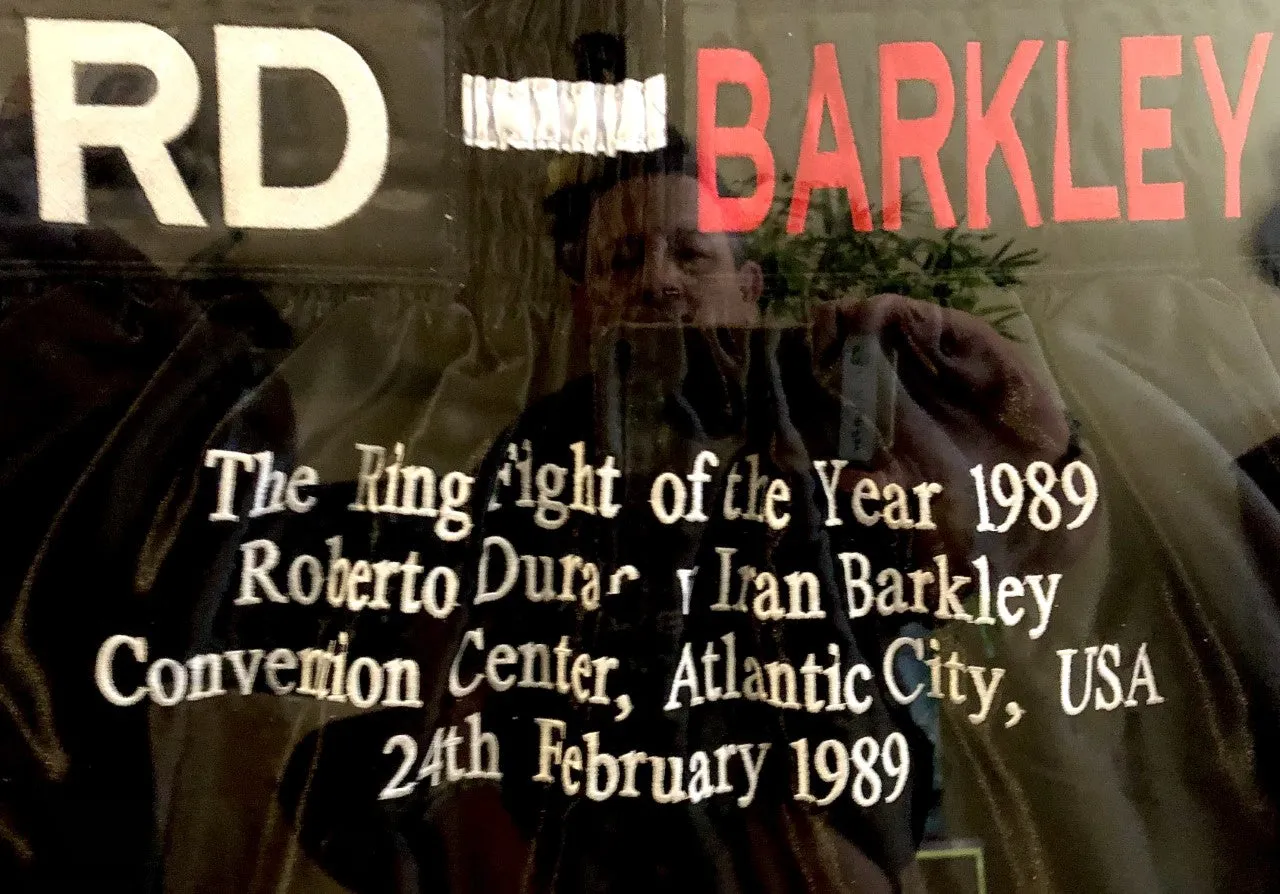 RD BARKLEY
The Ring Fight of the Year 1989
Roberto Duran v Iran Barkley
Convention Center, Atlantic City, USA
24th February 1989